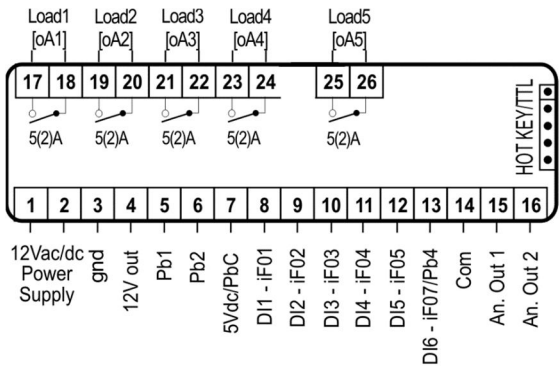 Load1 Load2 Load3 Load4 Load5
[oA1] [oA2] [oA3] [oA4] [oA5]
17 18 19 20 21 22 23 24 25 26
5(2)A 5(2)A 5(2)A 5(2)A 5(2)A
HOT KEY/TTL
1 2 3 4 5 6 7 8 9 10 11 12 13 14 15 16
12Vac/dc
Power
Supply
gnd
12V out
Pb1
Pb2
5Vdc/PbC
DI1 - iF01
DI2 - iF02
DI3 - iF03
DI4 - iF04
DI5 - iF05
DI6 - iF07/Pb4
Com
An. Out 1
An. Out 2